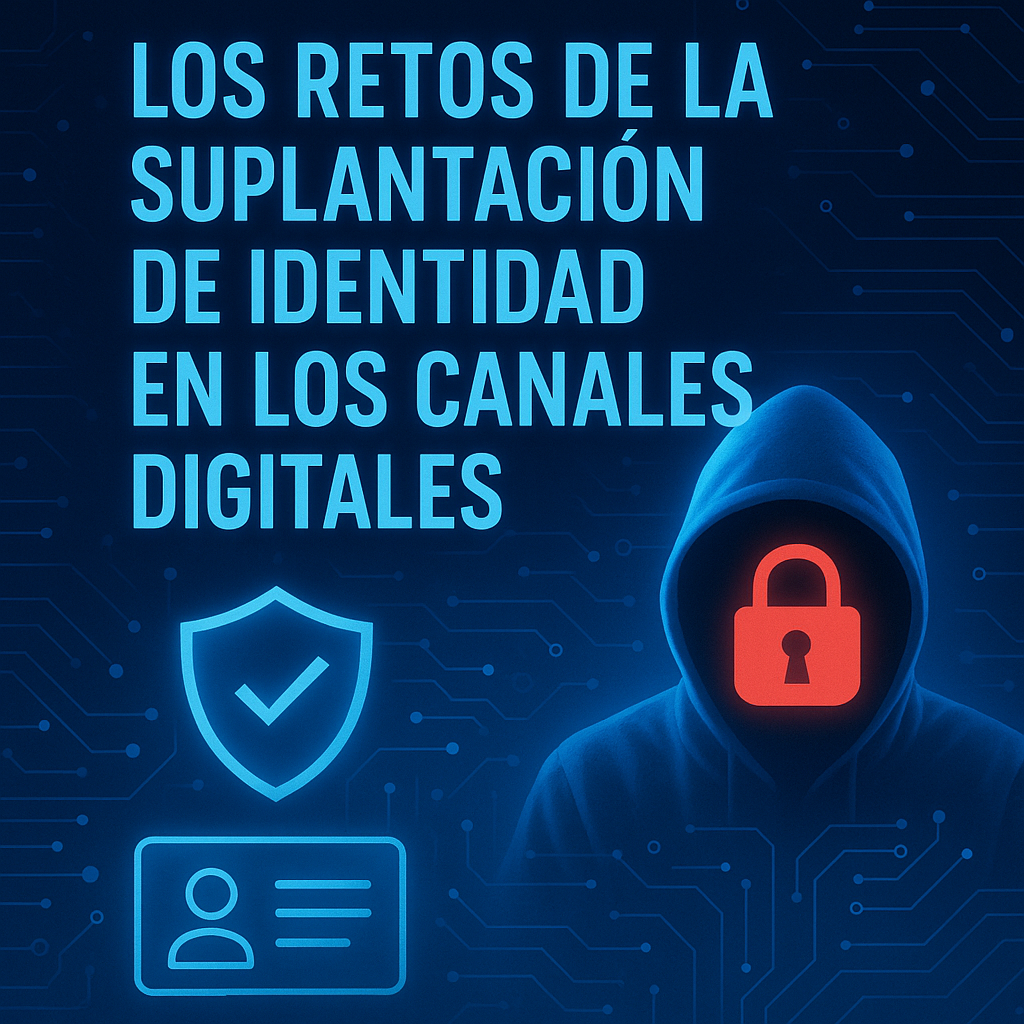 LOS RETOS DE LA
SUPLANTACIÓN
DE IDENTIDAD
EN LOS CANALES
DIGITALES